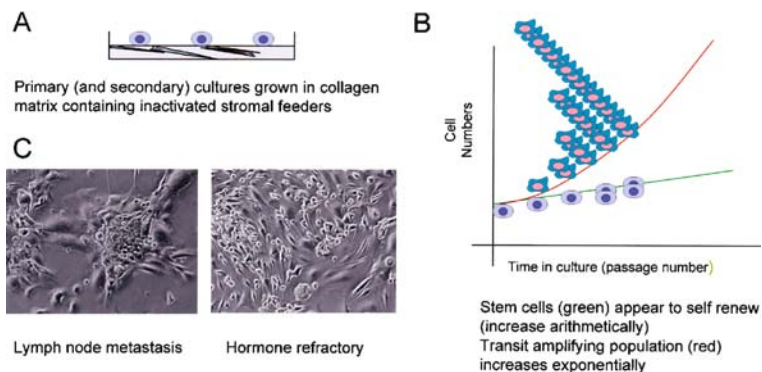 A
Primary (and secondary) cultures grown in collagen
matrix containing inactivated stromal feeders
C
Lymph node metastasis
Hormone refractory
B
Cell
Numbers
Time in culture (passage number)
Stem cells (green) appear to self renew
(increase arithmetically)
Transit amplifying population (red)
increases exponentially